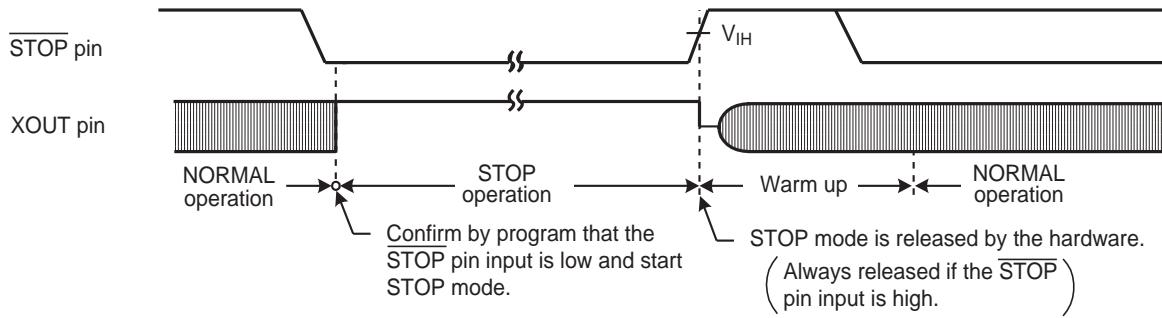 STOP pin
VIH
XOUT pin
NORMAL operation
STOP operation
Warm up
NORMAL operation
Confirm by program that the
STOP pin input is low and start
STOP mode.
STOP mode is released by the hardware.
(Always released if the STOP
pin input is high.)